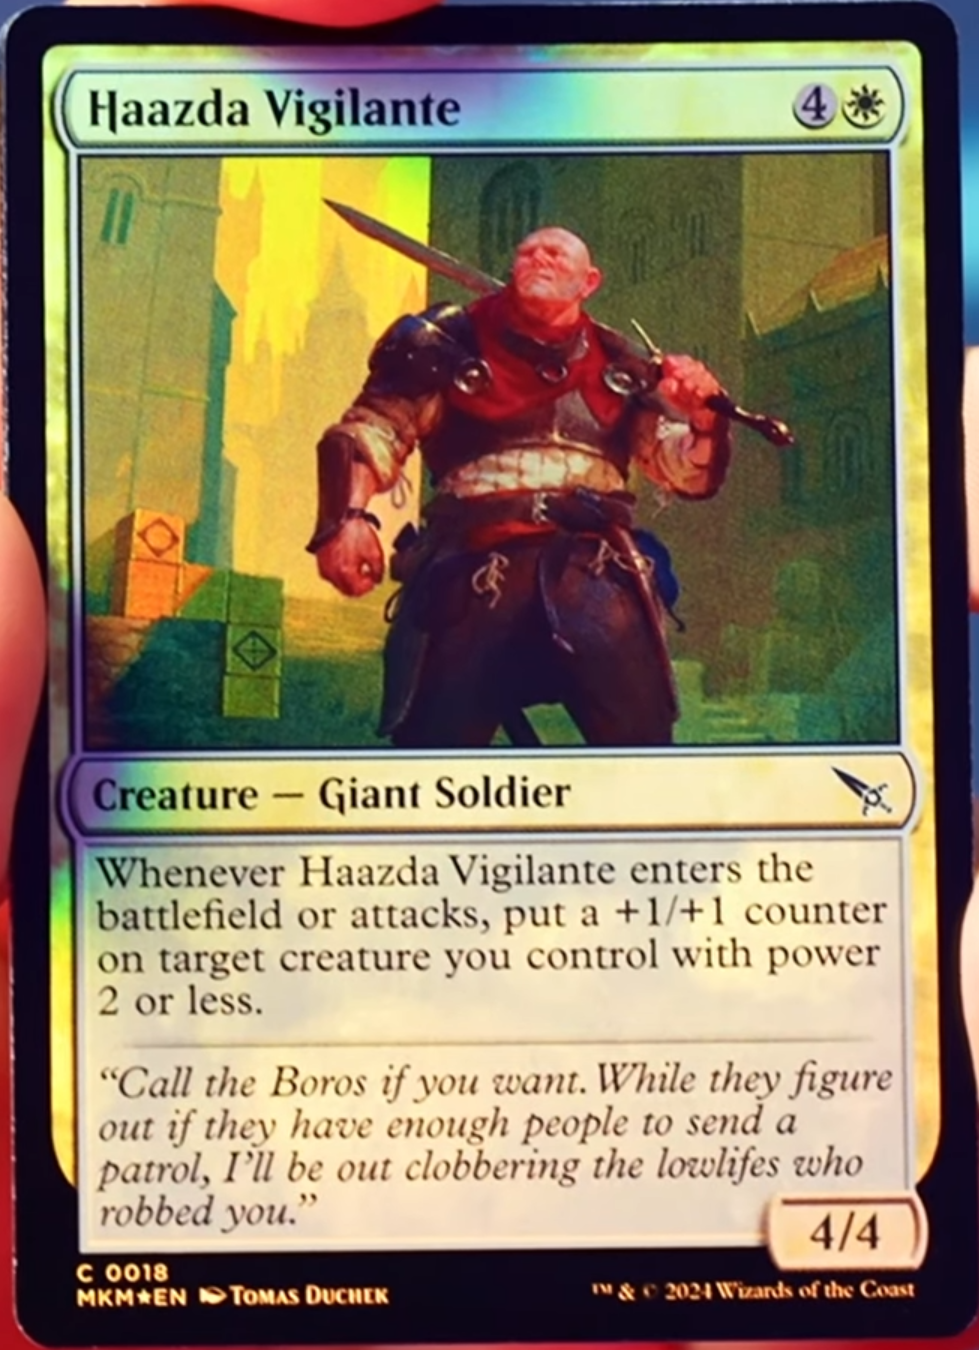 Haazda Vigilante 4
Creature — Giant Soldier
Whenever Haazda Vigilante enters the
battlefield or attacks, put a +1/+1 counter
on target creature you control with power
2 or less.
“Call the Boros if you want. While they figure
out if they have enough people to send a
patrol, I’ll be out clobbering the lowlifes who
robbed you.”
4/4
C 0018
MKM★EN TOMAS DUCHEK
™ & © 2024 Wizards of the Coast